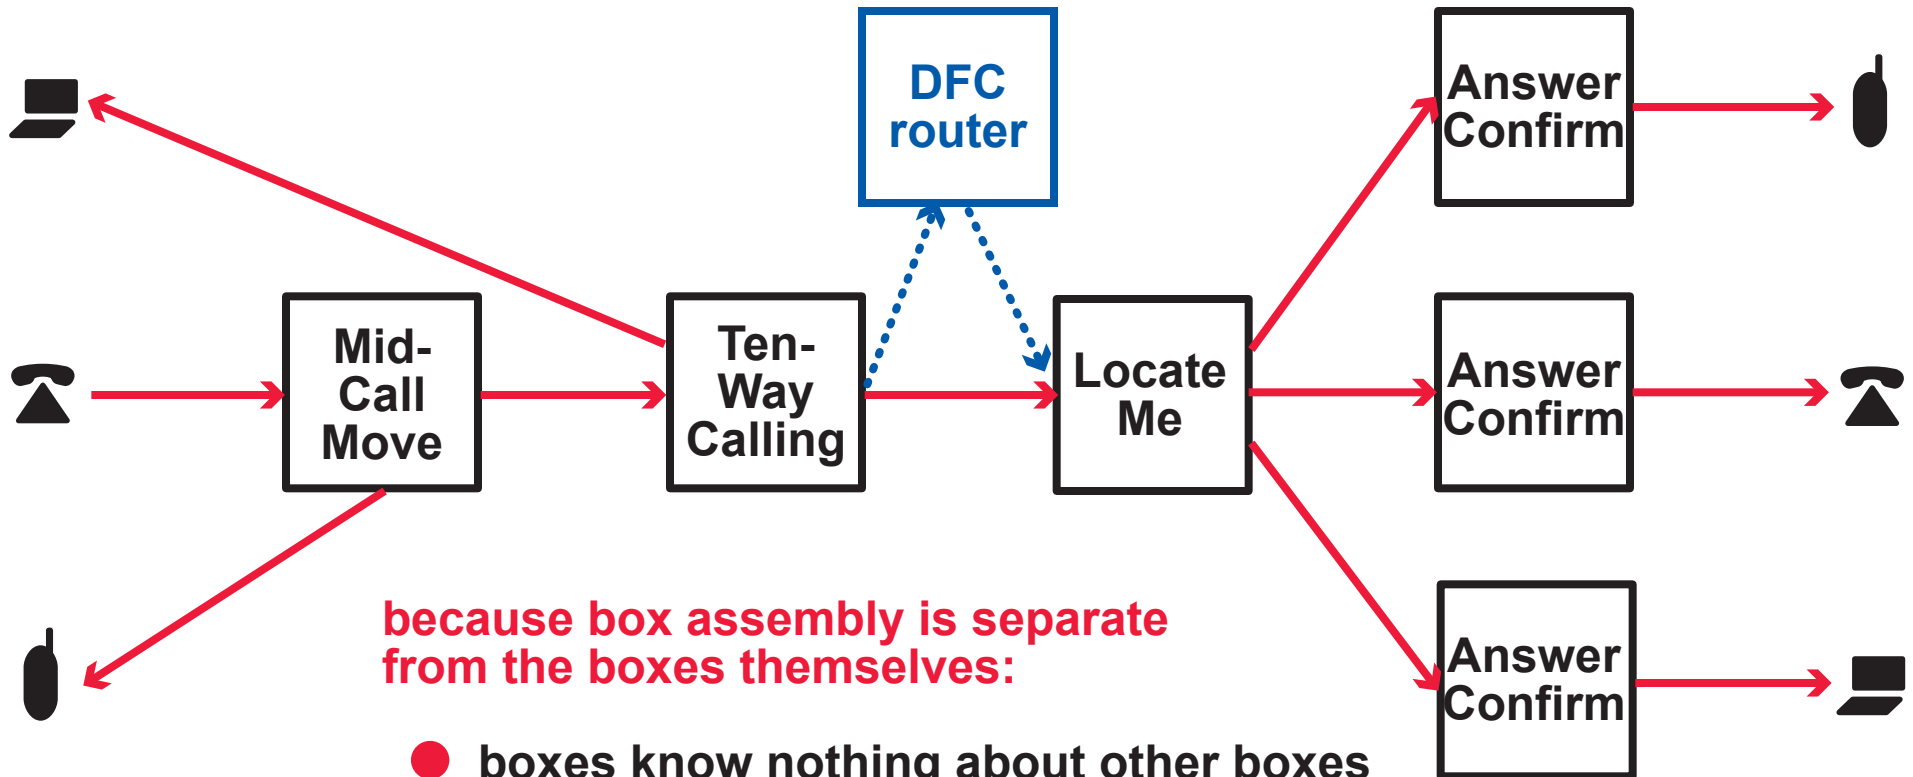 DFC
router
Answer
Confirm
Mid-
Call
Move
Ten-
Way
Calling
Locate
Me
Answer
Confirm
because box assembly is separate
from the boxes themselves:
Answer
Confirm
boxes know nothing about other boxes